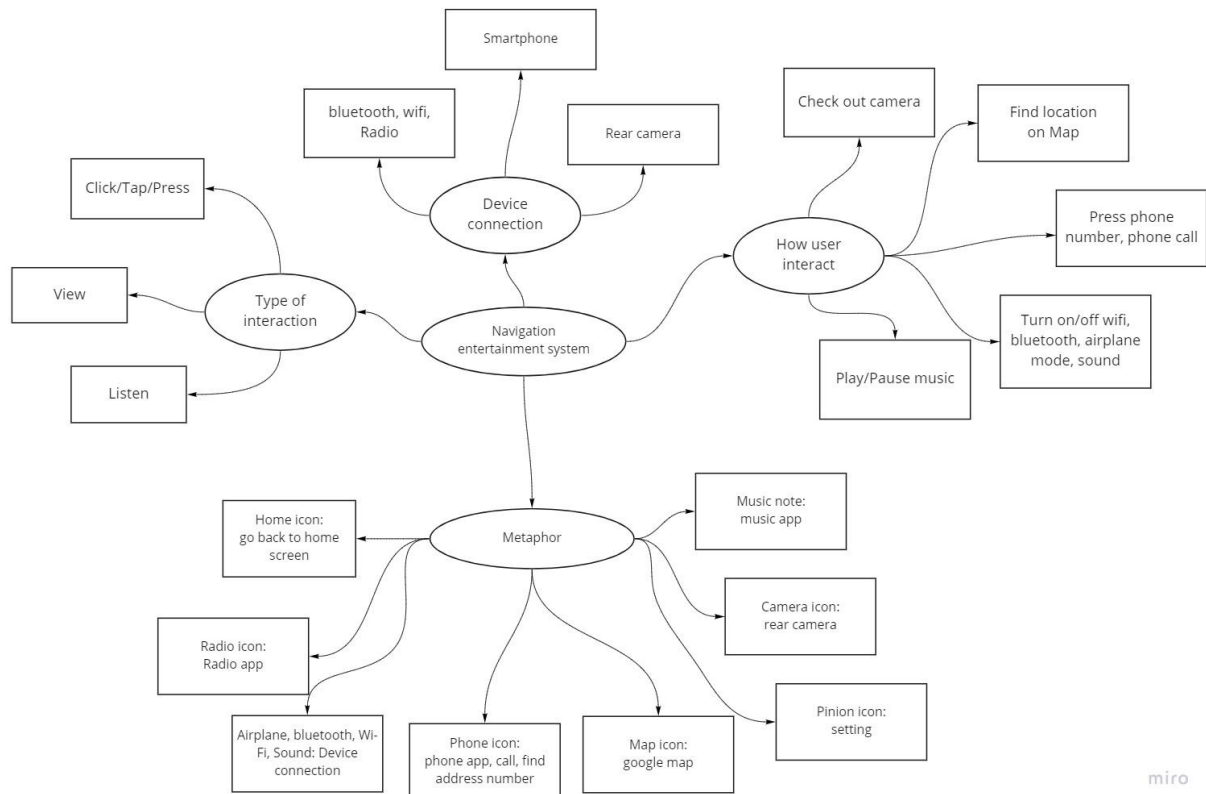 Smartphone
bluetooth, wifi,
Radio
Rear camera
Check out camera
Find location
on Map
Click/Tap/Press
Device
connection
Press phone
number, phone call
How user
interact
View
Type of
interaction
Navigation
entertainment system
Turn on/off wifi,
bluetooth, airplane
mode, sound
Listen
Play/Pause music
Music note:
music app
Home icon:
go back to home
screen
Metaphor
Camera icon:
rear camera
Radio icon:
Radio app
Pinion icon:
setting
Airplane, bluetooth, Wi-
Fi, Sound: Device
connection
Phone icon:
phone app, call, find
address number
Map icon:
google map
miro